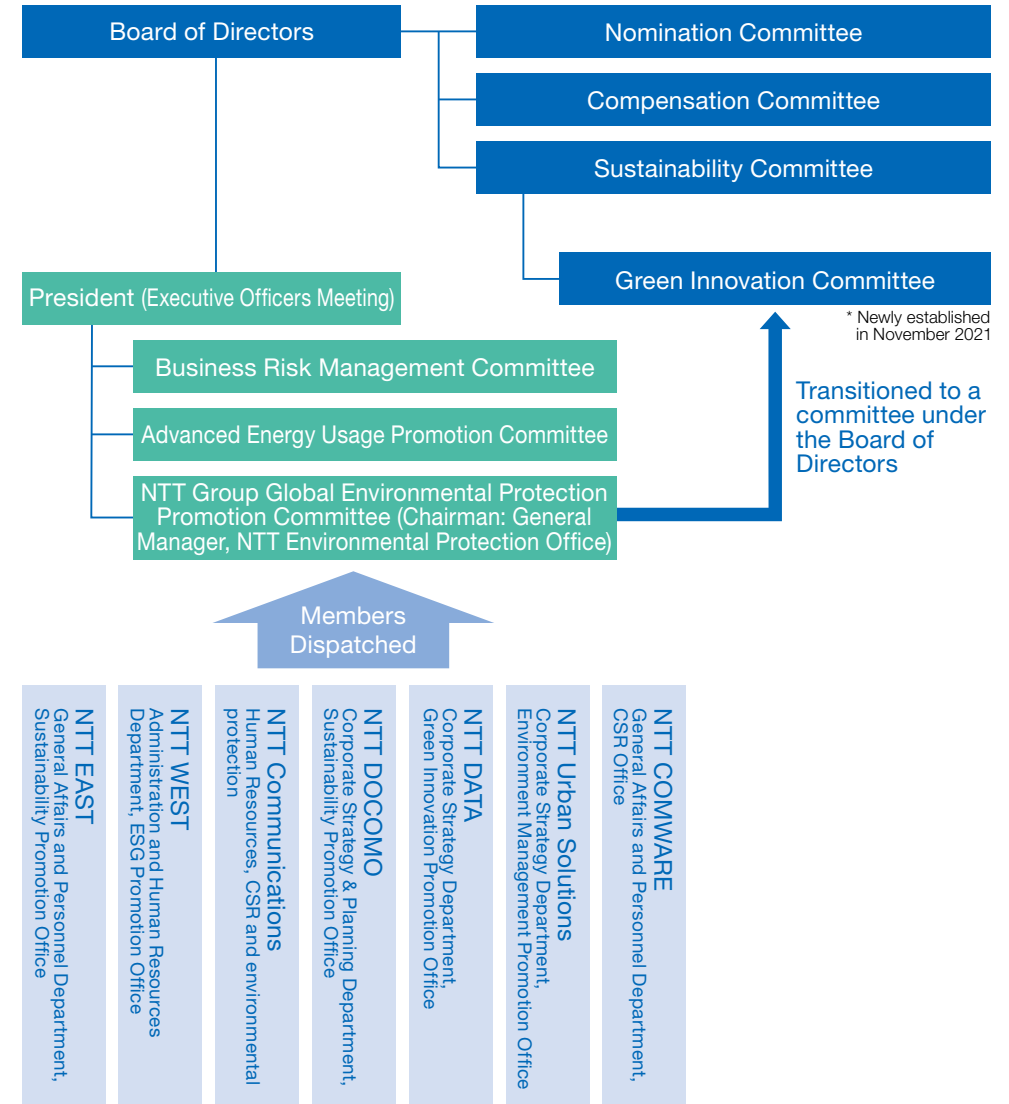 Board of Directors
Nomination Committee
Compensation Committee
Sustainability Committee
Green Innovation Committee
* Newly established
in November 2021
President (Executive Officers Meeting)
Business Risk Management Committee
Advanced Energy Usage Promotion Committee
NTT Group Global Environmental Protection
Promotion Committee (Chairman: General
Manager, NTT Environmental Protection Office)
Transitioned to a
committee under
the Board of
Directors
Members
Dispatched
NTT EAST
General Affairs and Personnel Department,
Sustainability Promotion Office
NTT WEST
Administration and Human Resources
Department, ESG Promotion Office
NTT Communications
Human Resources, CSR and environmental
protection
NTT DOCOMO
Corporate Strategy & Planning Department,
Sustainability Promotion Office
NTT DATA
Corporate Strategy Department,
Green Innovation Promotion Office
NTT Urban Solutions
Corporate Strategy Department,
Environment Management Promotion Office
NTT COMWARE
General Affairs and Personnel Department,
CSR Office